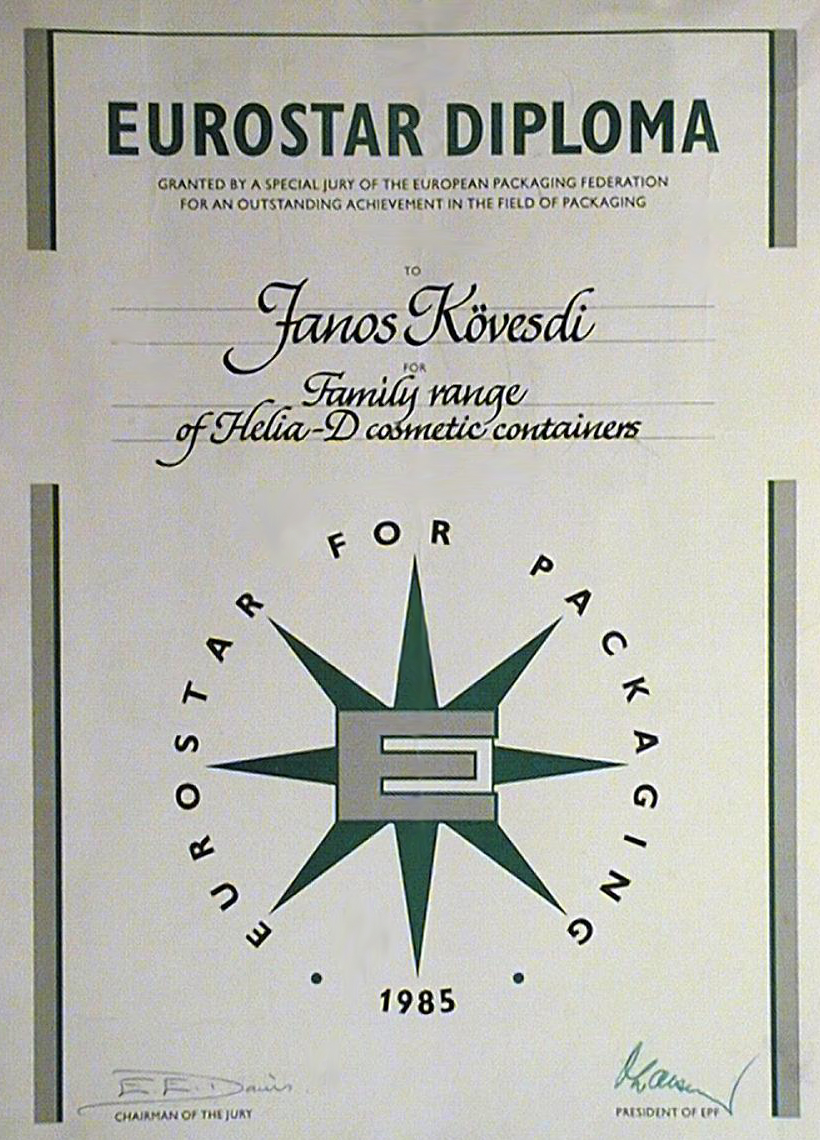 EUROSTAR DIPLOMA
GRANTED BY A SPECIAL JURY OF THE EUROPEAN PACKAGING FEDERATION
FOR AN OUTSTANDING ACHIEVEMENT IN THE FIELD OF PACKAGING
TO
Janos Kövesdi
FOR
Family range
of Helia-D cosmetic containers
EUROSTAR FOR PACKAGING
E
• 1985 •
E. E. Davis
CHAIRMAN OF THE JURY
PRESIDENT OF EPF